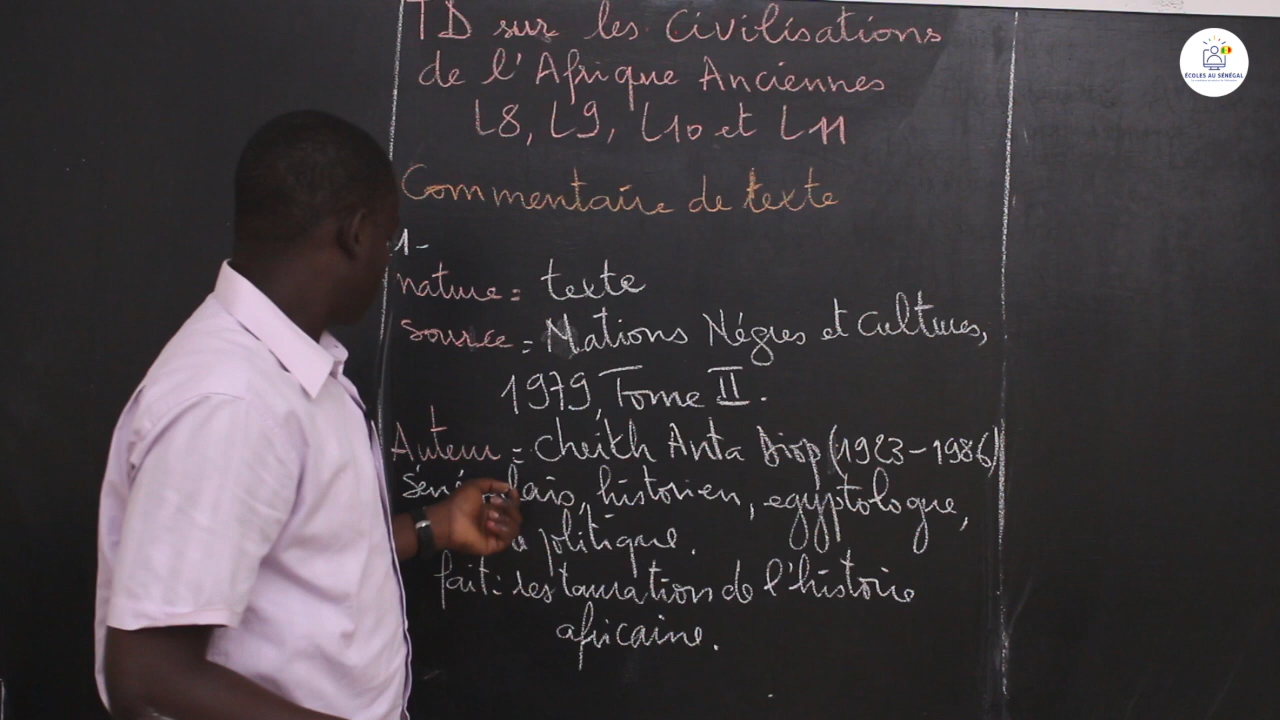 TD sur les Civilisations
de l'Afrique Anciennes
L8, L9, L10 et L11
Commentaire de texte
1-
nature = texte
source = Nations Négres et Cultures,
1979, Tome II.
Auteur = cheikh Anta Diop (1923-1986)
historien, egyptologue,
politique.
fait : restauration de l'histoire
africaine.
ÉCOLES AU SÉNÉGAL